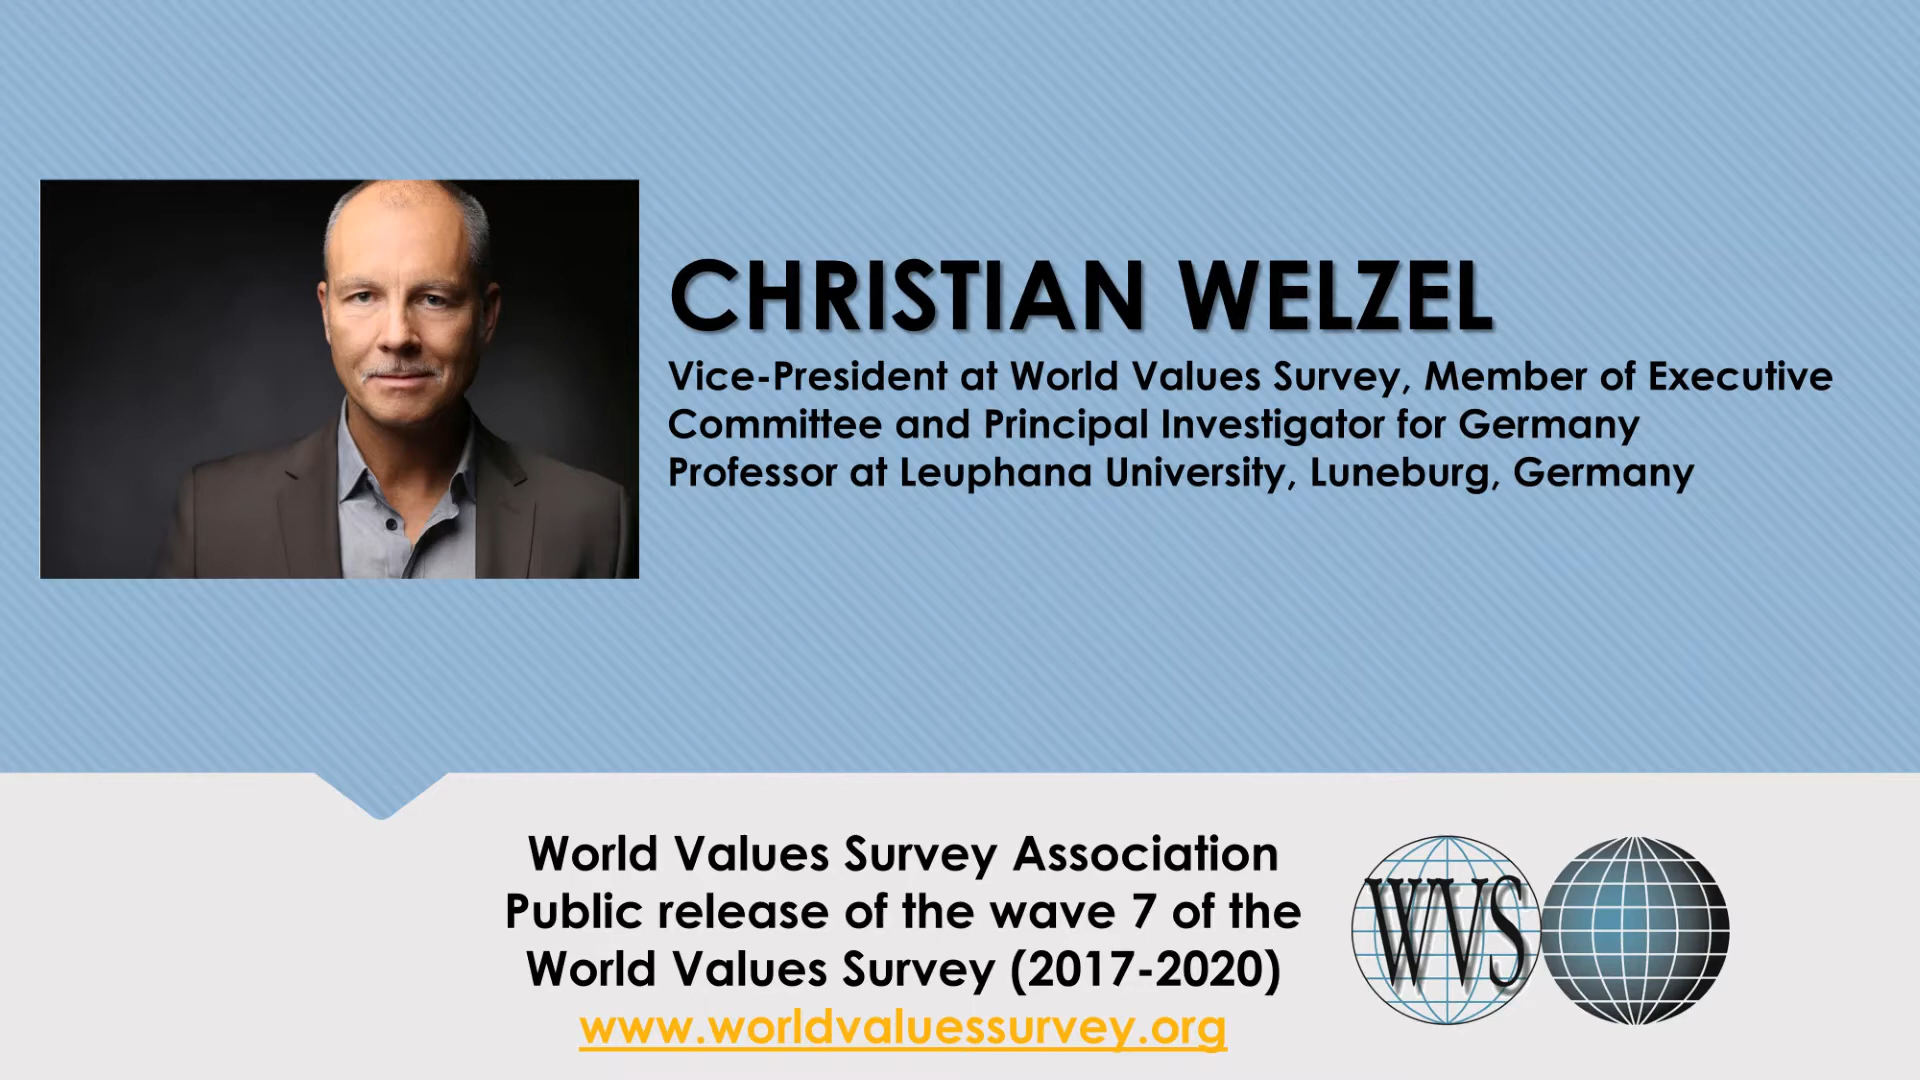 CHRISTIAN WELZEL
Vice-President at World Values Survey, Member of Executive
Committee and Principal Investigator for Germany
Professor at Leuphana University, Luneburg, Germany
World Values Survey Association
Public release of the wave 7 of the
World Values Survey (2017-2020)
www.worldvaluessurvey.org
WVS